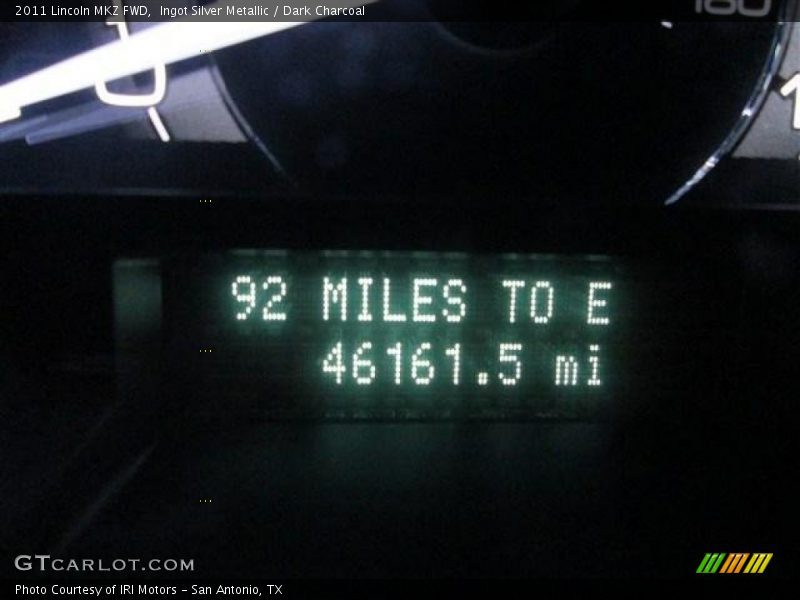 2011 Lincoln MKZ FWD,  Ingot Silver Metallic / Dark Charcoal
160
92 MILES TO E
46161.5 mi
GTCARLOT.COM
Photo Courtesy of IRI Motors - San Antonio, TX